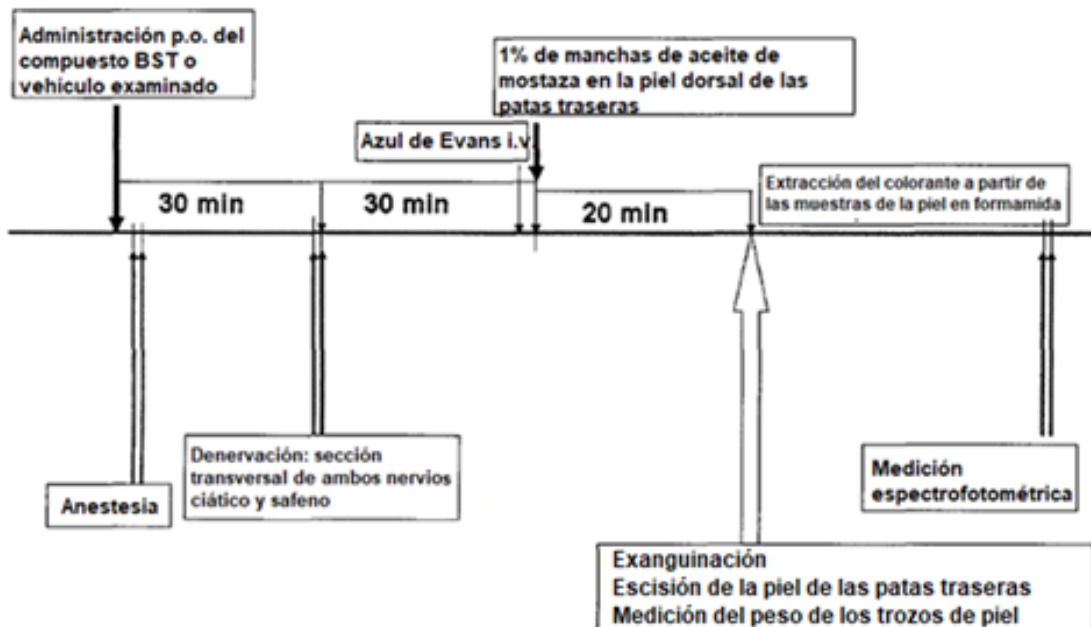 Administración p.o. del
compuesto BST o
vehículo examinado
1% de manchas de aceite de
mostaza en la piel dorsal de las
patas traseras
Azul de Evans i.v.
30 min
30 min
20 min
Extracción del colorante a partir de
las muestras de la piel en formamida
Anestesia
Denervación: sección
transversal de ambos nervios
ciático y safeno
Medición
espectrofotométrica
Exanguinación
Escisión de la piel de las patas traseras
Medición del peso de los trozos de piel